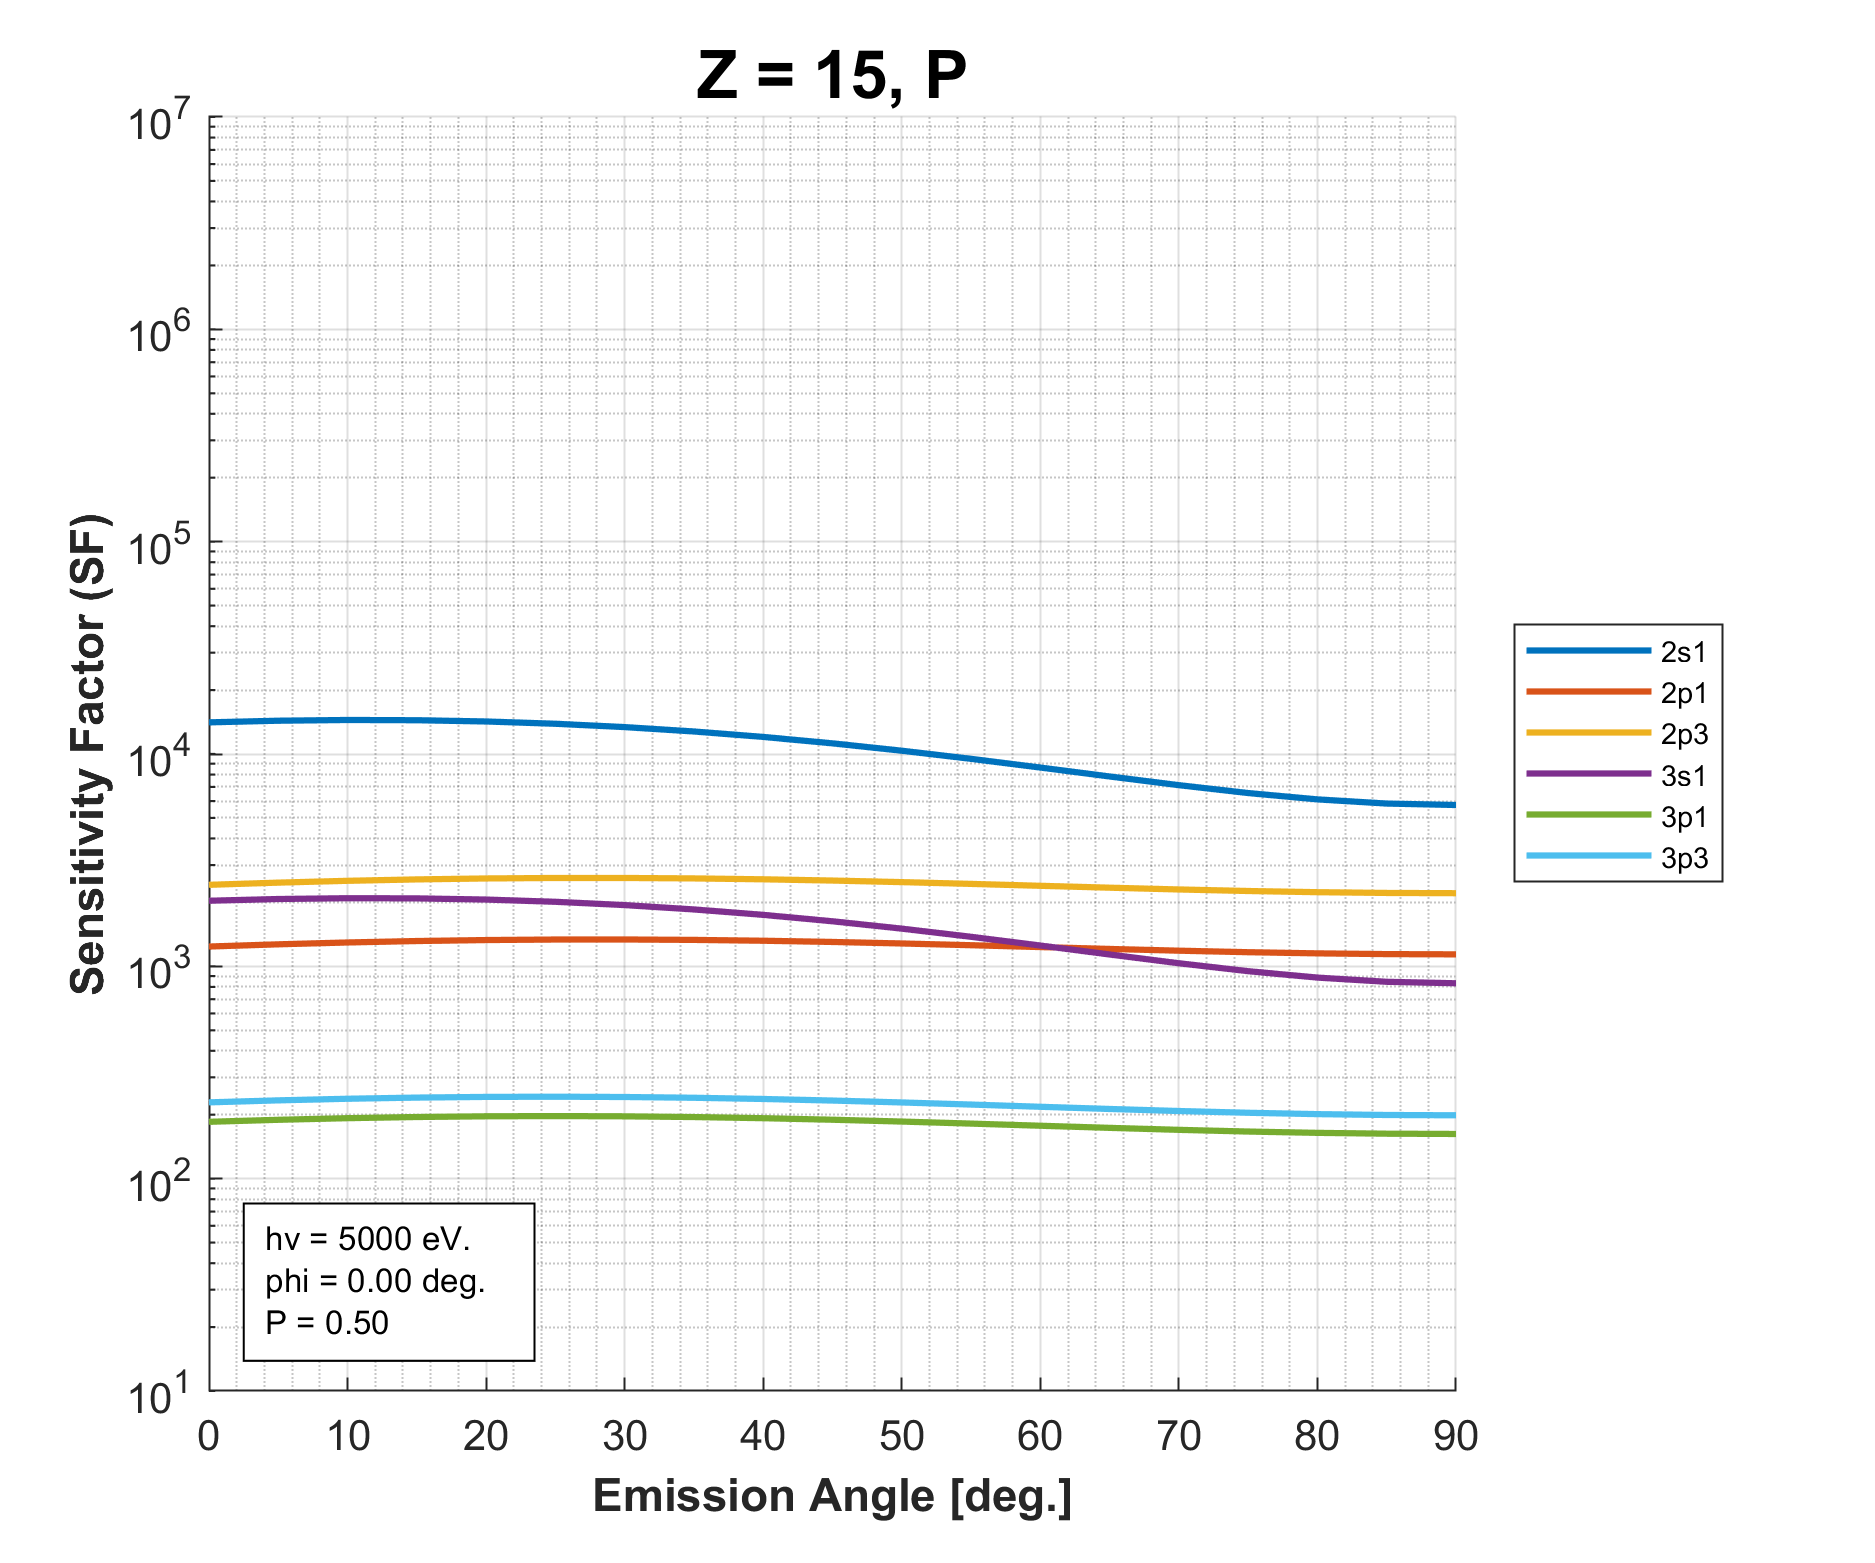 Z = 15, P
10^7
10^6
10^5
10^4
10^3
10^2
10^1
Sensitivity Factor (SF)
hv = 5000 eV.
phi = 0.00 deg.
P = 0.50
0 10 20 30 40 50 60 70 80 90
Emission Angle [deg.]
2s1
2p1
2p3
3s1
3p1
3p3